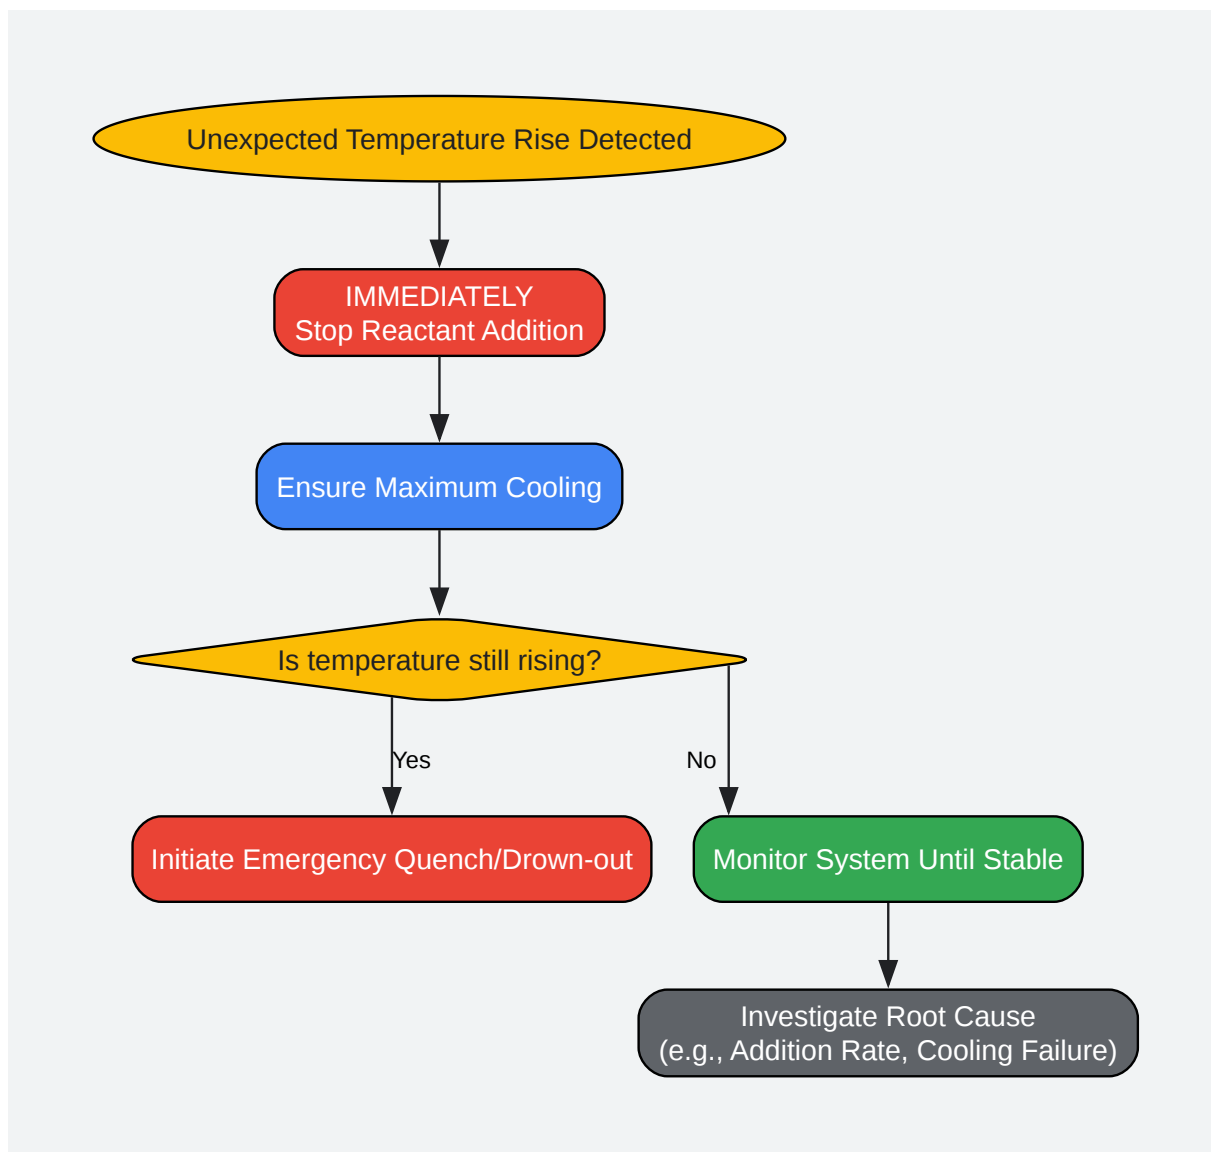 Unexpected Temperature Rise Detected
IMMEDIATELY
Stop Reactant Addition
Ensure Maximum Cooling
Is temperature still rising?
Yes
No
Initiate Emergency Quench/Drown-out
Monitor System Until Stable
Investigate Root Cause
(e.g., Addition Rate, Cooling Failure)